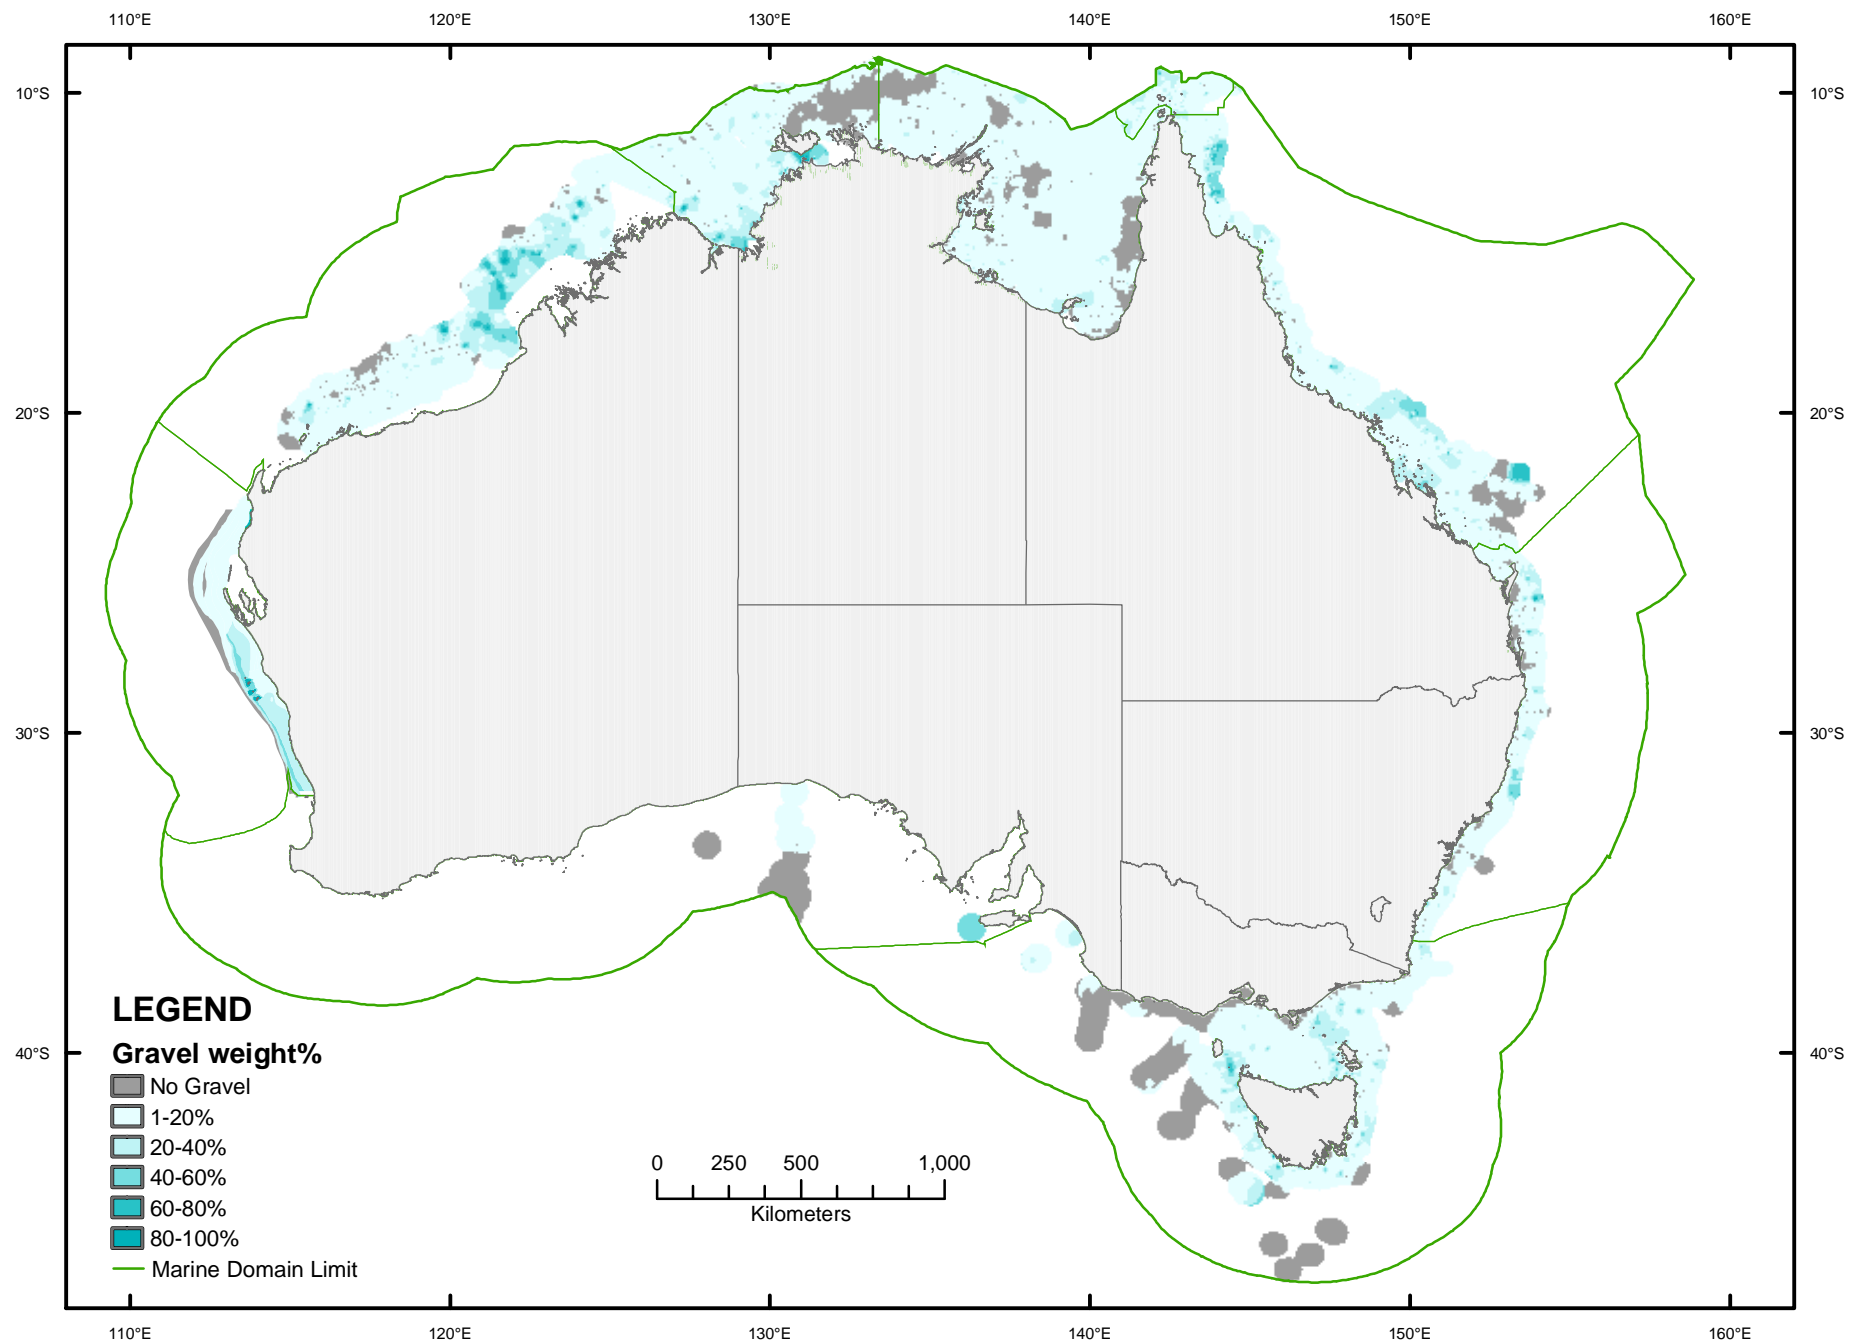 110°E 120°E 130°E 140°E 150°E 160°E
10°S 10°S
20°S 20°S
30°S 30°S
40°S 40°S
LEGEND
Gravel weight%
No Gravel
1-20%
20-40%
40-60%
60-80%
80-100%
Marine Domain Limit
0 250 500 1,000
Kilometers
110°E 120°E 130°E 140°E 150°E 160°E